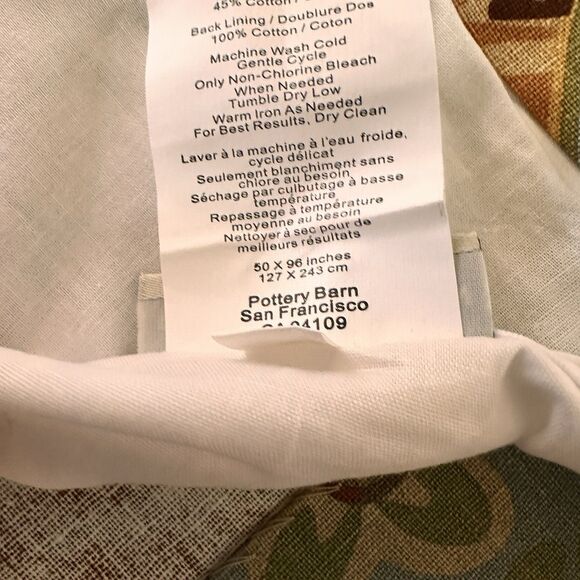 45% Cotton /
Back Lining / Doublure Dos
100% Cotton / Coton
Machine Wash Cold
Gentle Cycle
Only Non-Chlorine Bleach
When Needed
Tumble Dry Low
Warm Iron As Needed
For Best Results, Dry Clean
Laver à la machine à l'eau froide,
cycle délicat
Seulement blanchiment sans
chlore au besoin
Séchage par culbutage à basse
température
Repassage à température
moyenne au besoin
Nettoyer à sec pour de
meilleurs résultats
50 X 96 inches
127 X 243 cm
Pottery Barn
San Francisco
CA 94109